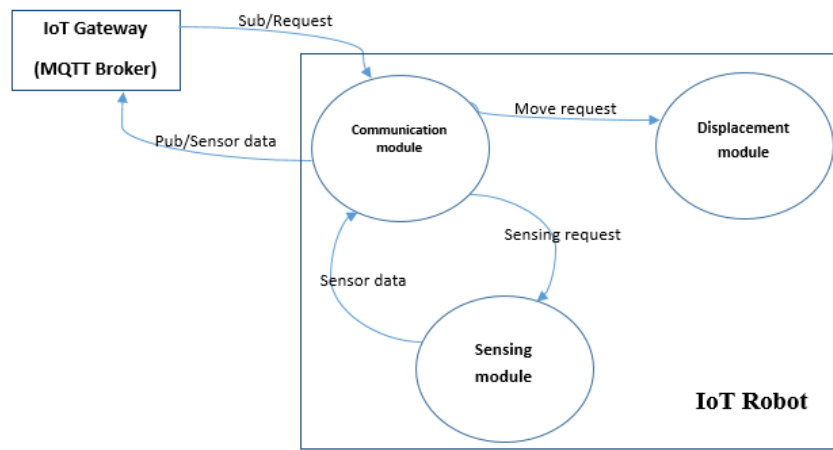 IoT Gateway
(MQTT Broker)
Sub/Request
Pub/Sensor data
Communication
module
Move request
Displacement
module
Sensing request
Sensor data
Sensing
module
IoT Robot